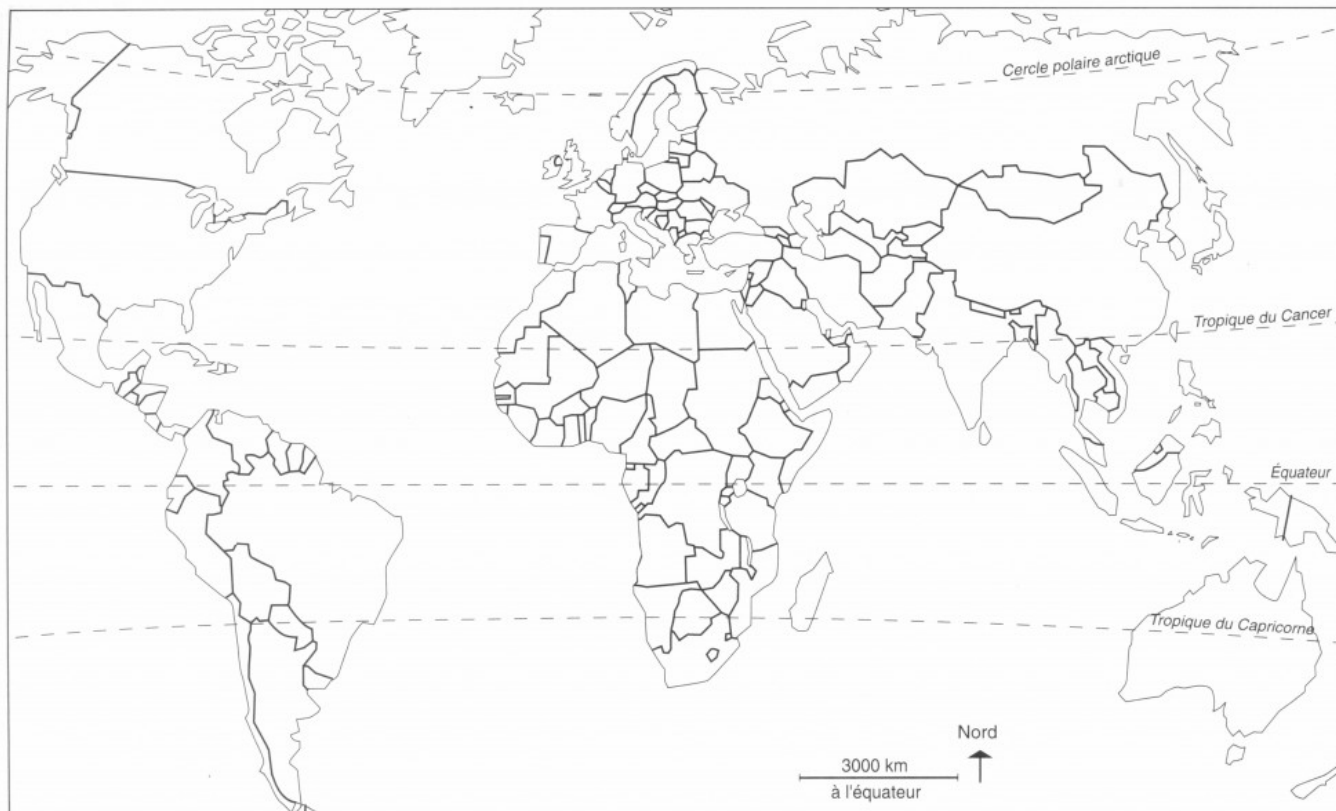 Cercle polaire arctique
Tropique du Cancer
Équateur
Tropique du Capricorne
Nord
3000 km
à l'équateur